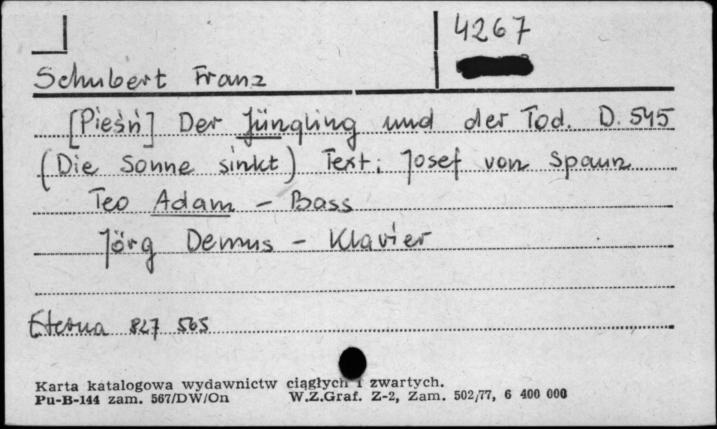 4267
Schubert Franz
[Pieśń] Der Jüngling und der Tod. D. 545
(Die Sonne sinkt) Text: Josef von Spaun
Teo Adam - Bass
Jörg Demus - Klavier
Eterna 827 565
Karta katalogowa wydawnictw ciągłych i zwartych.
Pu-B-144 zam. 567/DW/On W.Z.Graf. Z-2, Zam. 502/77, 6 400 000